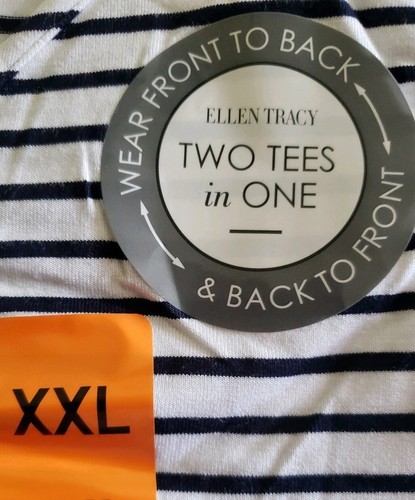 WEAR FRONT TO BACK
ELLEN TRACY
TWO TEES
in ONE
& BACK TO FRONT
XXL